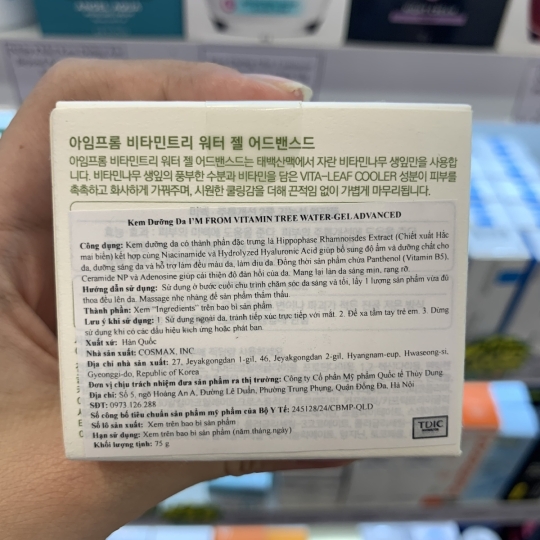 아임프롬 비타민트리 워터 젤 어드밴스드
아임프롬 비타민트리 워터 젤 어드밴스드는 태백산맥에서 자란 비타민나무 생잎만을 사용합
니다. 비타민나무 생잎의 풍부한 수분과 비타민을 담은 VITA-LEAF COOLER 성분이 피부를
촉촉하고 화사하게 가꿔주며, 시원한 쿨링감을 더해 끈적임 없이 가볍게 마무리됩니다.
Kem Dưỡng Da I'M FROM VITAMIN TREE WATER-GEL ADVANCED
Công dụng: Kem dưỡng da có thành phần đặc trưng là Hippophae Rhamnoides Extract (Chiết xuất Hắc
mai biển) kết hợp cùng Niacinamide và Hydrolyzed Hyaluronic Acid giúp bổ sung độ ẩm và dưỡng chất cho
da, dưỡng sáng da và hỗ trợ làm đều màu da, làm dịu da. Đồng thời sản phẩm chứa Panthenol (Vitamin B5),
Ceramide NP và Adenosine giúp cải thiện độ đàn hồi của da. Mang lại làn da sáng mịn, rạng rỡ.
Hướng dẫn sử dụng: Sử dụng ở bước cuối chu trình chăm sóc da sáng và tối, lấy 1 lượng sản phẩm vừa đủ
thoa đều lên da. Massage nhẹ nhàng để sản phẩm thẩm thấu.
Thành phần: Xem "Ingredients" trên bao bì sản phẩm.
Lưu ý khi sử dụng: 1. Sử dụng ngoài da, tránh tiếp xúc trực tiếp với mắt. 2. Để xa tầm tay trẻ em. 3. Dừng
sử dụng khi có các dấu hiệu kích ứng hoặc phát ban.
Xuất xứ: Hàn Quốc
Nhà sản xuất: COSMAX, INC
Địa chỉ nhà sản xuất: 27, Jeyakgongdan 1-gil, 46, Jeyakgongdan 2-gil, Hyangnam-eup, Hwaseong-si,
Gyeonggi-do, Republic of Korea
Đơn vị chịu trách nhiệm đưa sản phẩm ra thị trường: Công ty Cổ phần Mỹ phẩm Quốc tế Thuỳ Dung
Địa chỉ: Số 5, ngõ Hoàng An A, Đường Lê Duẩn, Phường Trung Phụng, Quận Đống Đa, Hà Nội
SĐT: 0973.126.288
Số công bố tiêu chuẩn sản phẩm mỹ phẩm của Bộ Y Tế: 245128/24/CBMP-QLD
Số lô sản xuất: Xem trên bao bì sản phẩm
Hạn sử dụng: Xem trên bao bì sản phẩm (năm.tháng.ngày)
Khối lượng tịnh: 75 g
TDIC